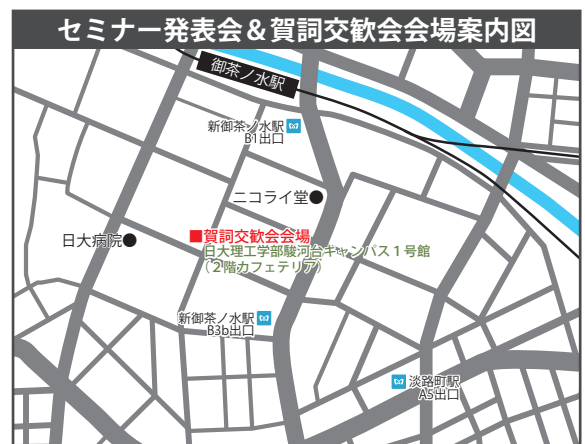 セミナー発表会＆賀詞交歓会会場案内図
御茶ノ水駅
新御茶ノ水駅
B1出口
ニコライ堂
日大病院
■賀詞交歓会会場
日大理工学部駿河台キャンパス１号館
（２階カフェテリア）
新御茶ノ水駅
B3b出口
淡路町駅
A5出口